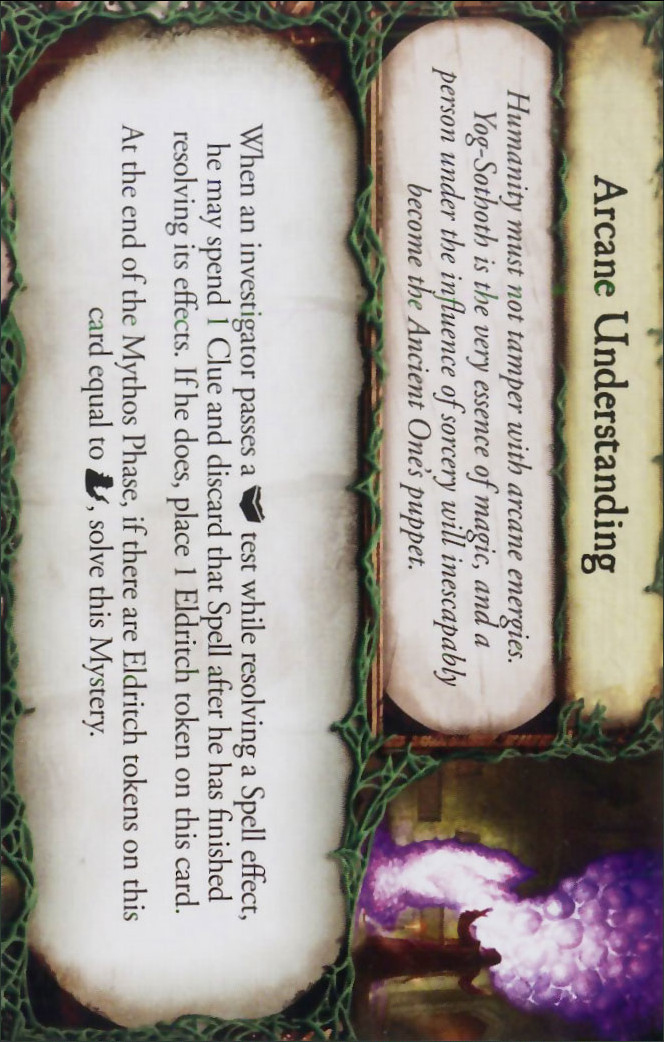 Arcane Understanding
Humanity must not tamper with arcane energies.
Yog-Sothoth is the very essence of magic, and a
person under the influence of sorcery will inescapably
become the Ancient One's puppet.
When an investigator passes a test while resolving a Spell effect,
he may spend 1 Clue and discard that Spell after he has finished
resolving its effects. If he does, place 1 Eldritch token on this card.
At the end of the Mythos Phase, if there are Eldritch tokens on this
card equal to , solve this Mystery.